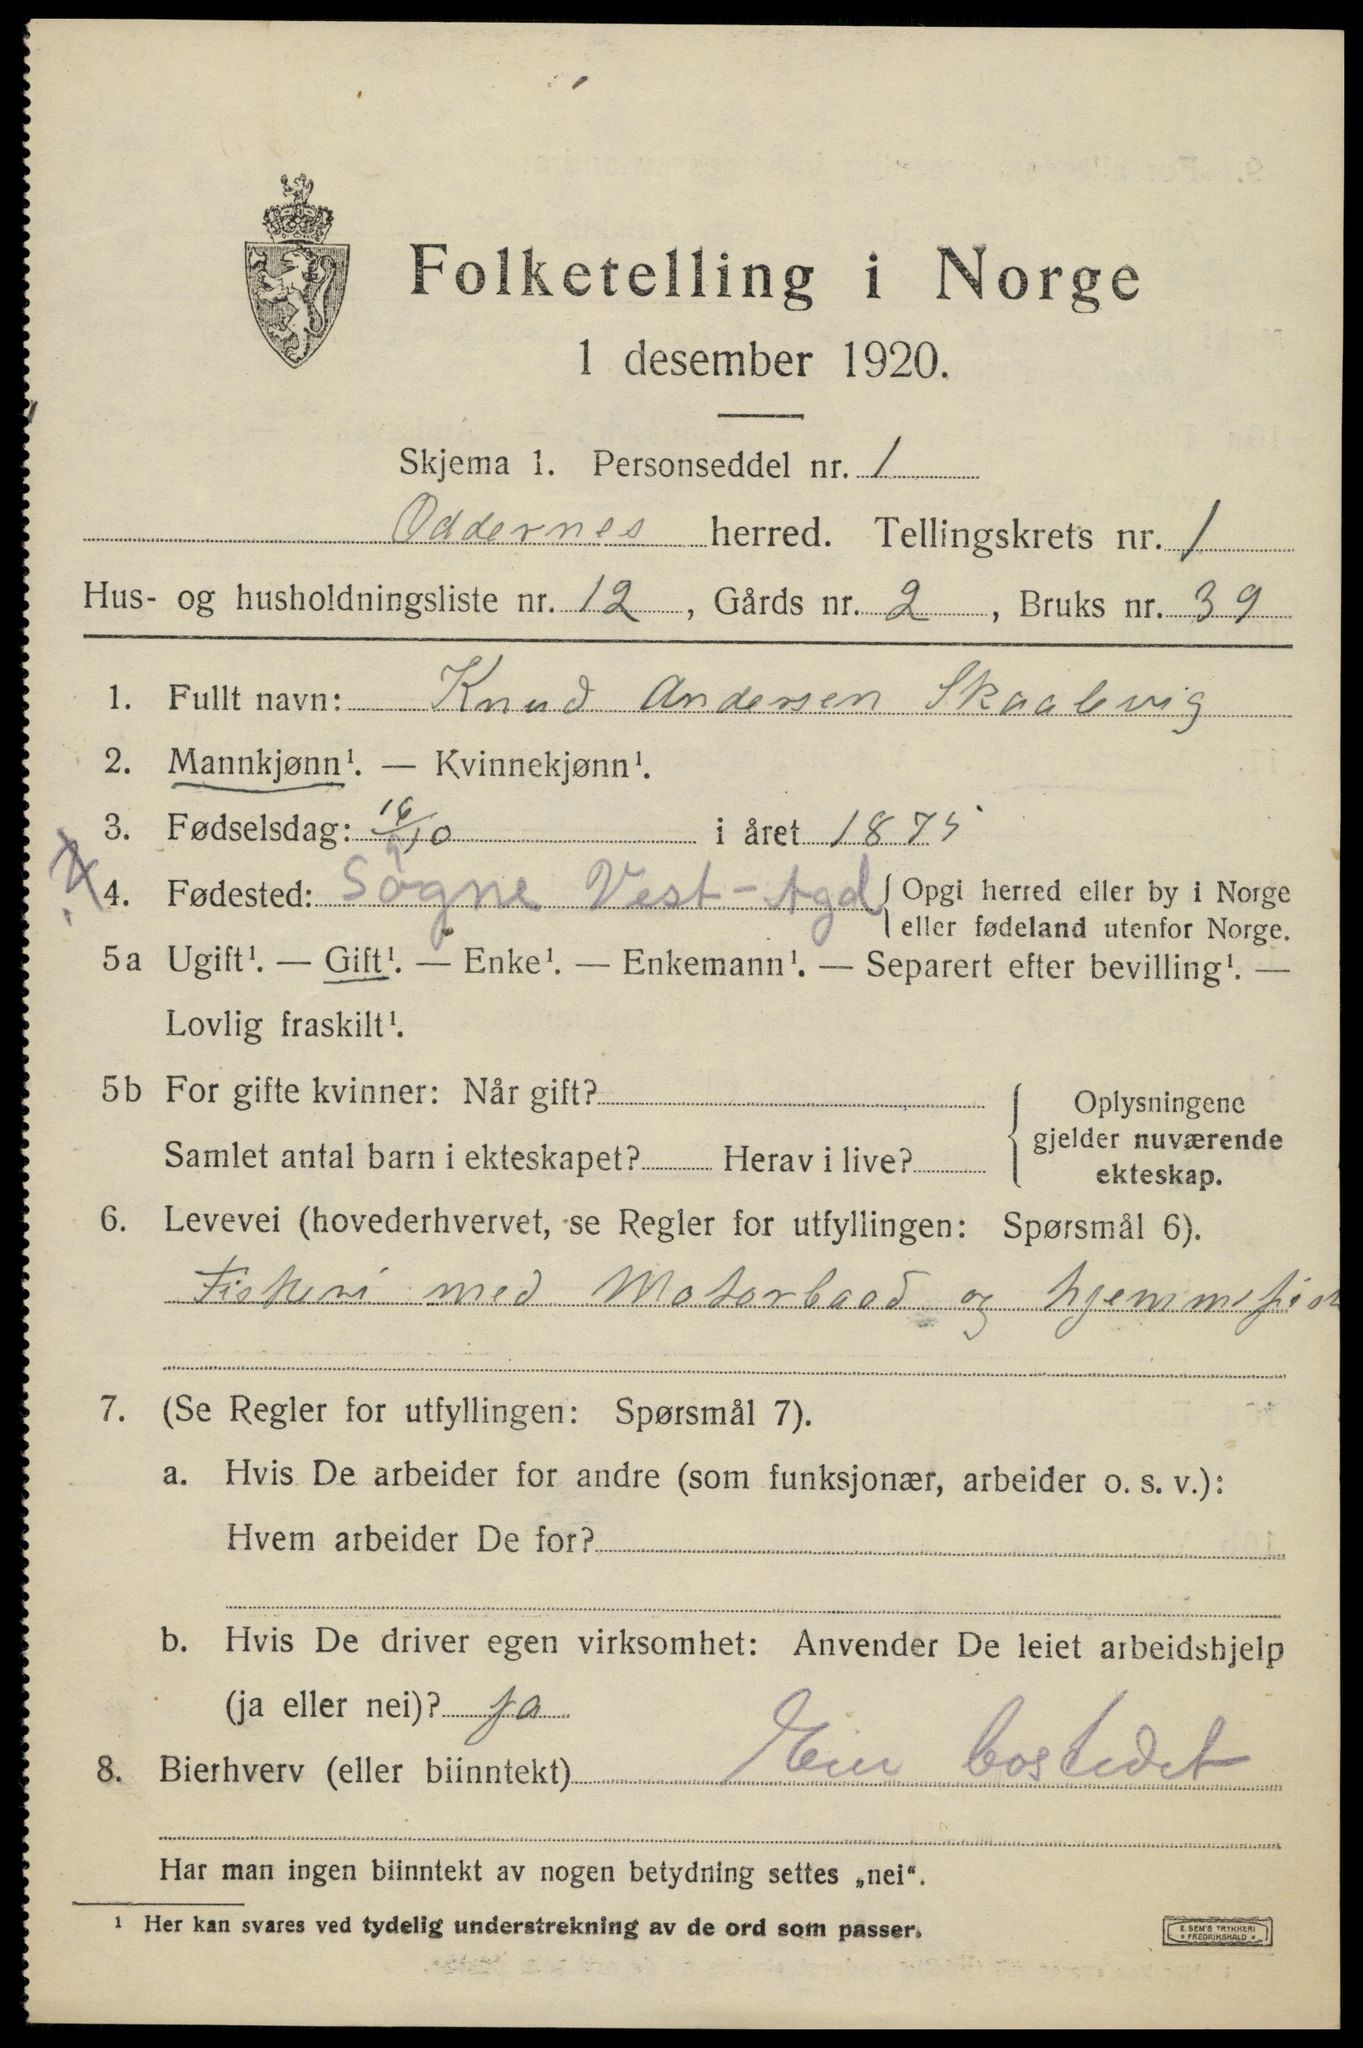 Folketelling i Norge
1 desember 1920.
Skjema 1. Personseddel nr. 1
Oddernes herred. Tellingskrets nr. 1
Hus- og husholdningsliste nr. 12, Gårds nr. 2, Bruks nr. 39
1. Fullt navn: Knud Andersen Skaalevig
2. Mannkjønn¹. — Kvinnekjønn¹.
3. Fødselsdag: 16/10 i året 1875
4. Fødested: Sögne Vest-Agd { Opgi herred eller by i Norge
eller fødeland utenfor Norge.
5a Ugift¹. — Gift¹. — Enke¹. — Enkemann¹. — Separert efter bevilling¹. —
Lovlig fraskilt¹.
5b For gifte kvinner: Når gift?
Samlet antal barn i ekteskapet? Herav i live?
Oplysningene
gjelder nuværende
ekteskap.
6. Levevei (hovederhvervet, se Regler for utfyllingen: Spørsmål 6).
Fiskeri med Motorbaad og hjemmefisk
7. (Se Regler for utfyllingen: Spørsmål 7).
a. Hvis De arbeider for andre (som funksjonær, arbeider o. s. v.):
Hvem arbeider De for?
b. Hvis De driver egen virksomhet: Anvender De leiet arbeidshjelp
(ja eller nei)? ja
8. Bierhverv (eller biinntekt) Eier bostedet
Har man ingen biinntekt av nogen betydning settes „nei“.
¹ Her kan svares ved tydelig understrekning av de ord som passer.
E. SEM'S TRYKKERI
* FREDRIKSHALD *